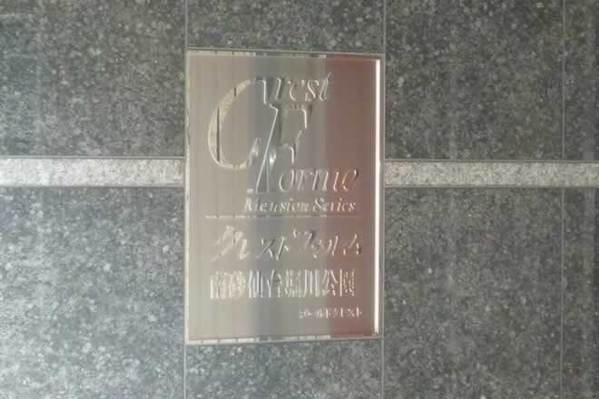 Crest
Forme
Mansion Series
クレストフォルム
南砂仙台堀川公園